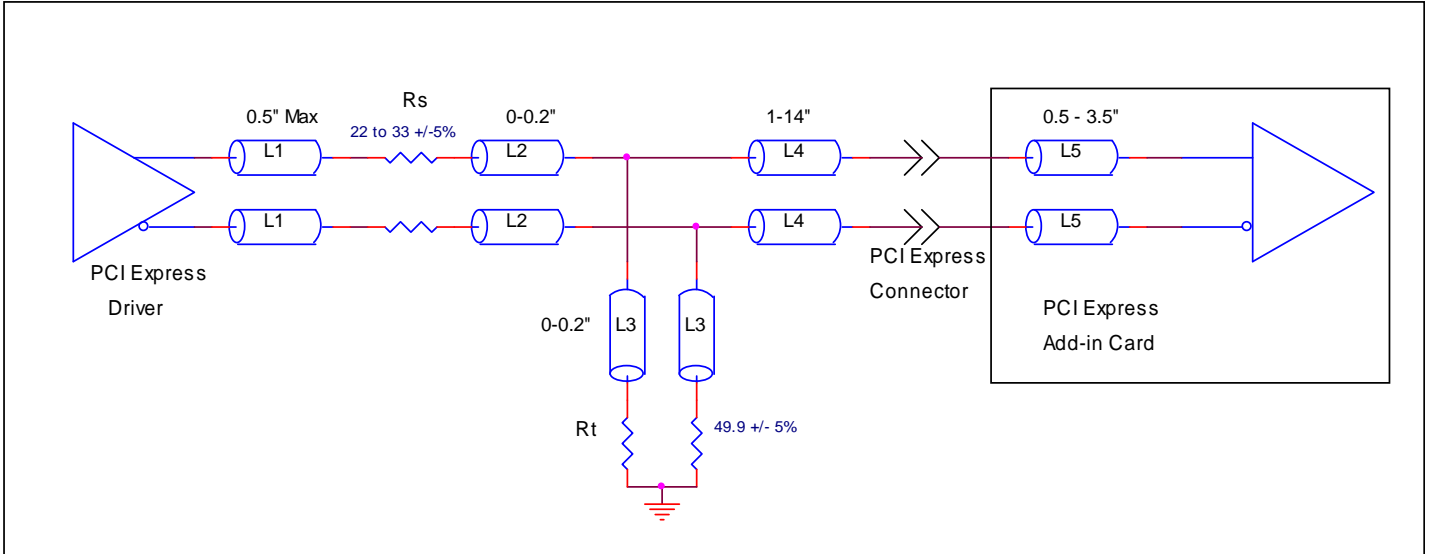 Rs
0.5" Max
22 to 33 +/-5%
0-0.2"
1-14"
0.5 - 3.5"
L1
L2
L4
L5
L1
L2
L4
L5
PCI Express
Driver
PCI Express
Connector
PCI Express
Add-in Card
0-0.2"
L3
L3
Rt
49.9 +/- 5%